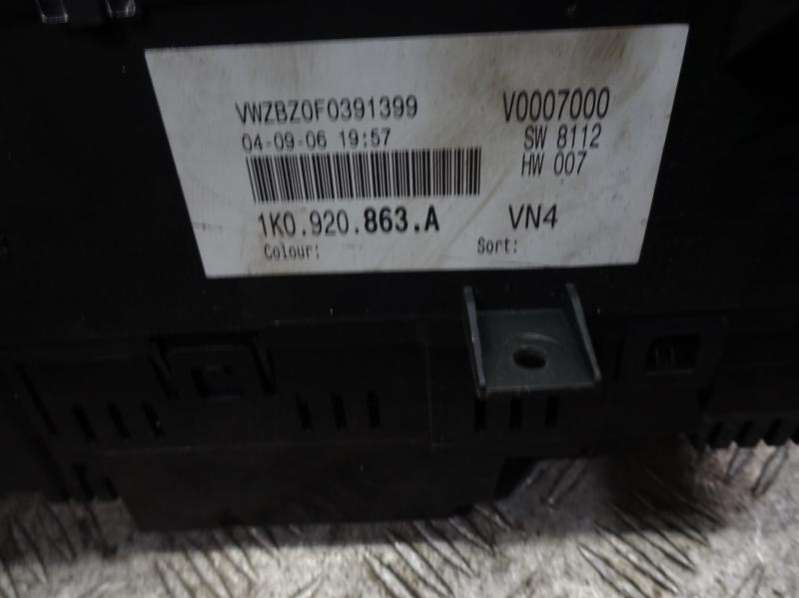 VWZBZ0F0391399 V0007000
04-09-06 19:57 SW 8112
HW 007
1K0.920.863.A VN4
Colour: Sort: